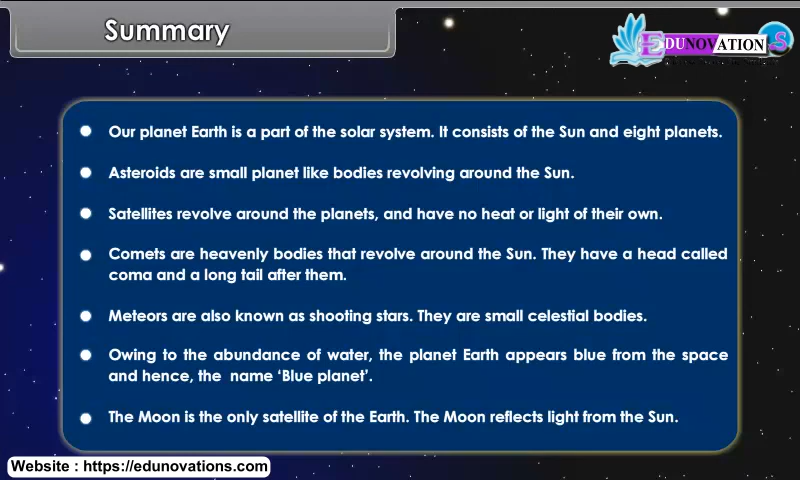 Summary
EDUNOVATION S
Our planet Earth is a part of the solar system. It consists of the Sun and eight planets.
Asteroids are small planet like bodies revolving around the Sun.
Satellites revolve around the planets, and have no heat or light of their own.
Comets are heavenly bodies that revolve around the Sun. They have a head called
coma and a long tail after them.
Meteors are also known as shooting stars. They are small celestial bodies.
Owing to the abundance of water, the planet Earth appears blue from the space
and hence, the name ‘Blue planet’.
The Moon is the only satellite of the Earth. The Moon reflects light from the Sun.
Website : https://edunovations.com